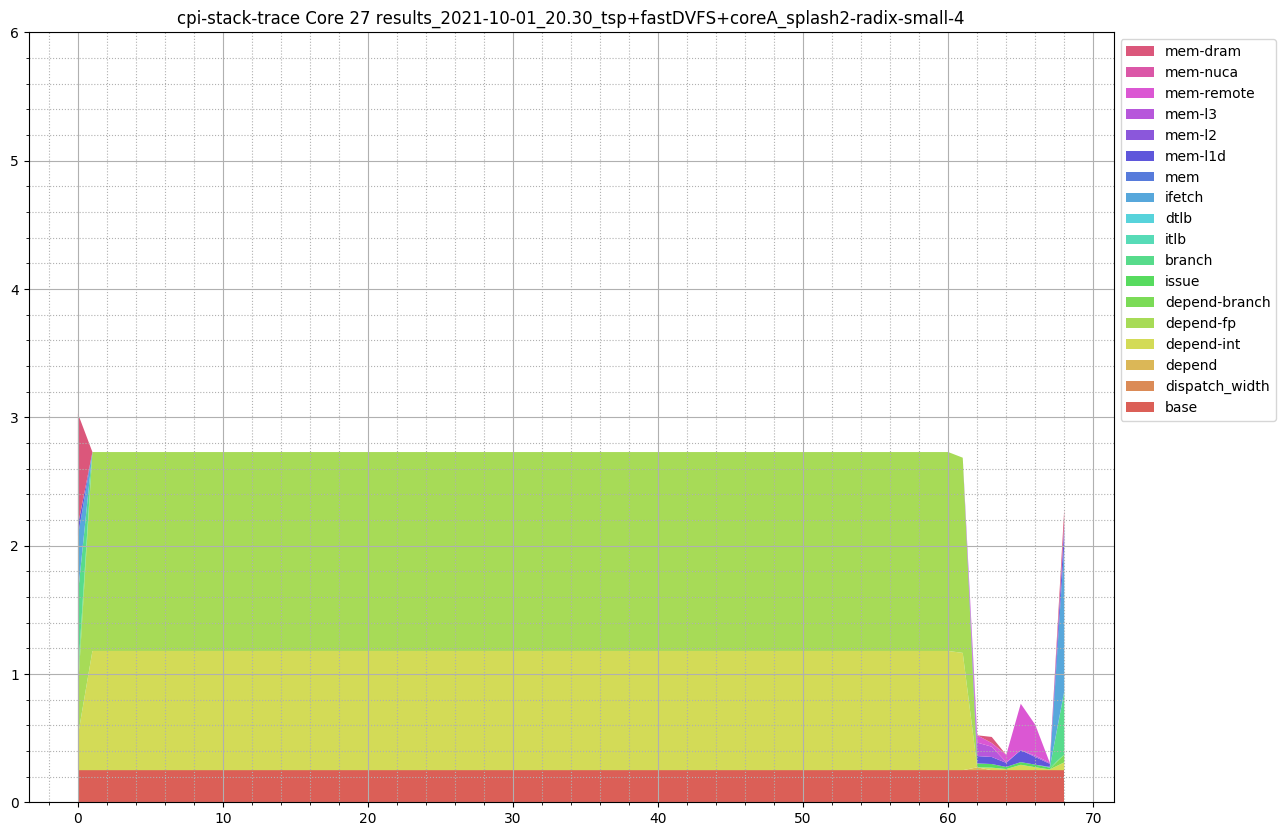 cpi-stack-trace Core 27 results_2021-10-01_20.30_tsp+fastDVFS+coreA_splash2-radix-small-4
6
5
4
3
2
1
0
0 10 20 30 40 50 60 70
mem-dram
mem-nuca
mem-remote
mem-l3
mem-l2
mem-l1d
mem
ifetch
dtlb
itlb
branch
issue
depend-branch
depend-fp
depend-int
depend
dispatch_width
base